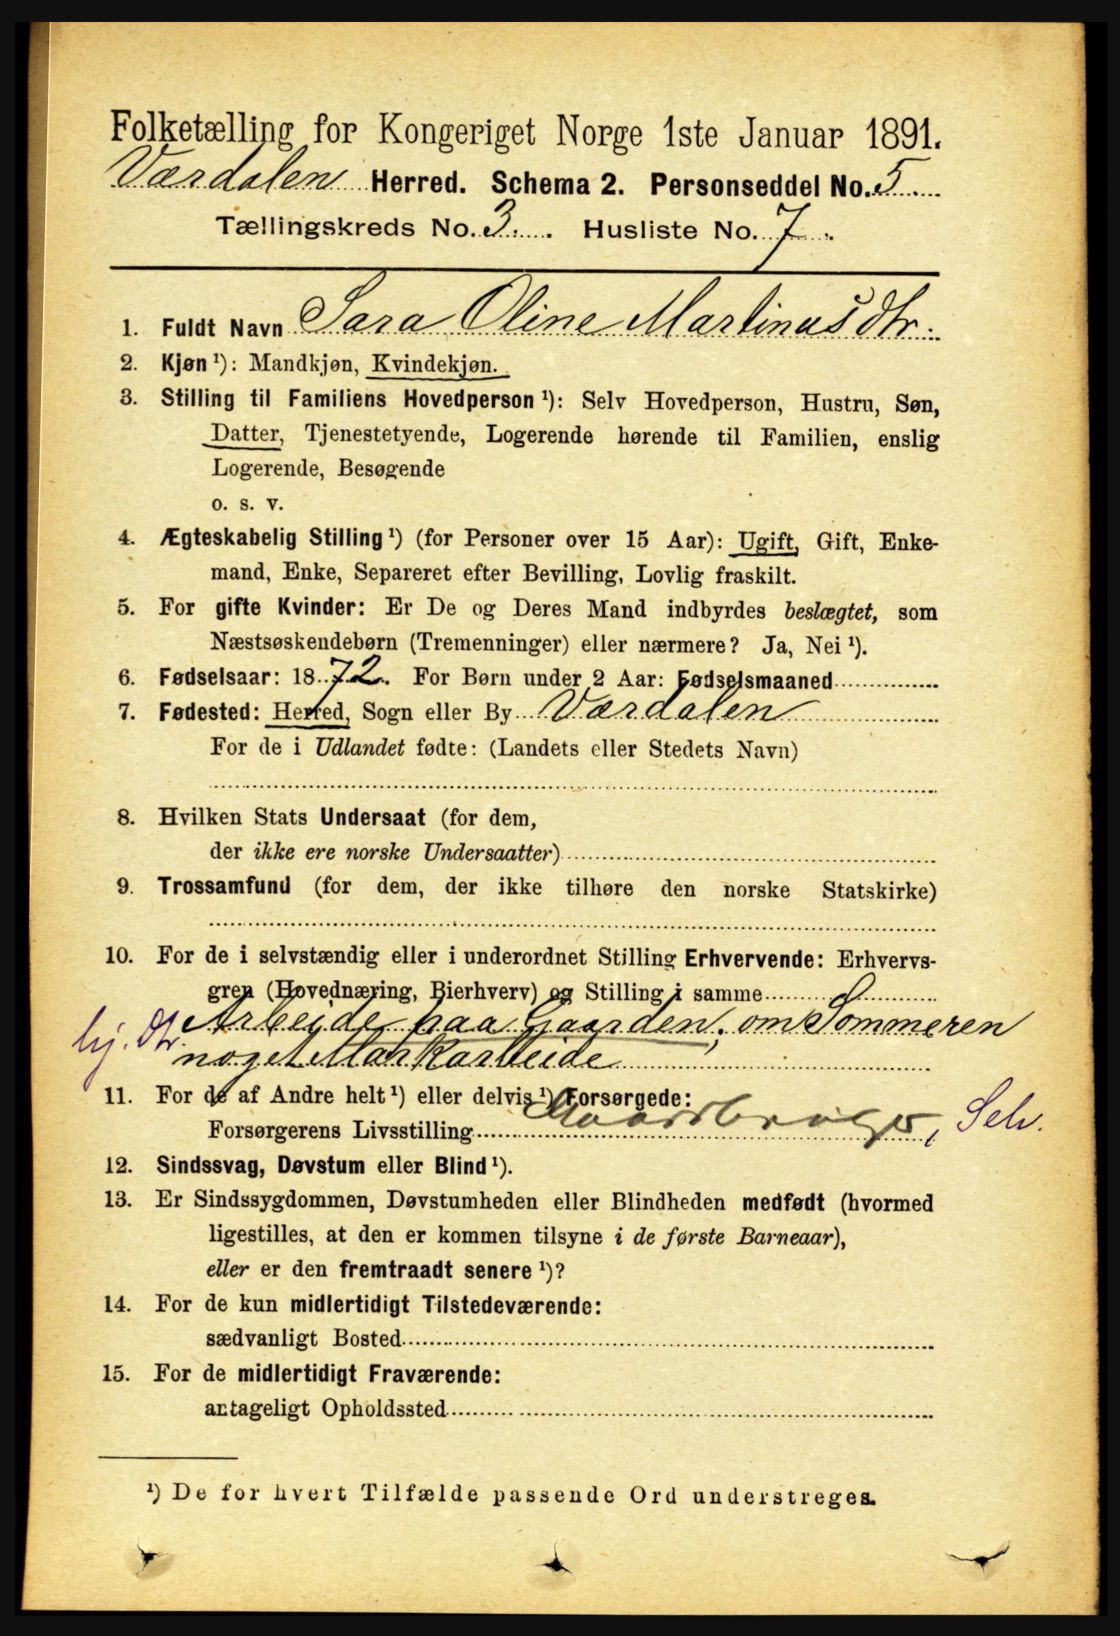 Folketælling for Kongeriget Norge 1ste Januar 1891.
Værdalen Herred. Schema 2. Personseddel No. 5
Tællingskreds No. 3. Husliste No. 7.
1. Fuldt Navn Sara Oline Martinusdtr.
2. Kjøn ¹): Mandkjøn, Kvindekjøn.
3. Stilling til Familiens Hovedperson ¹): Selv Hovedperson, Hustru, Søn,
Datter, Tjenestetyende, Logerende hørende til Familien, enslig
Logerende, Besøgende
o. s. v.
4. Ægteskabelig Stilling ¹) (for Personer over 15 Aar): Ugift, Gift, Enke-
mand, Enke, Separeret efter Bevilling, Lovlig fraskilt.
5. For gifte Kvinder: Er De og Deres Mand indbyrdes beslægtet, som
Næstsøskendebørn (Tremenninger) eller nærmere? Ja, Nei ¹).
6. Fødselsaar: 1872. For Børn under 2 Aar: Fødselsmaaned
7. Fødested: Herred, Sogn eller By Værdalen
For de i Udlandet fødte: (Landets eller Stedets Navn)
8. Hvilken Stats Undersaat (for dem,
der ikke ere norske Undersaatter)
9. Trossamfund (for dem, der ikke tilhøre den norske Statskirke)
10. For de i selvstændig eller i underordnet Stilling Erhvervende: Erhvervs-
gren (Hovednæring, Bierhverv) og Stilling i samme
Arbeide paa Gaarden, om Sommeren
hj. Dtr. noget Markarbeide
11. For de af Andre helt ¹) eller delvis ¹) Forsørgede:
Forsørgerens Livsstilling Gaardbruger, Selv.
12. Sindssvag, Døvstum eller Blind ¹).
13. Er Sindssygdommen, Døvstumheden eller Blindheden medfødt (hvormed
ligestilles, at den er kommen tilsyne i de første Barneaar),
eller er den fremtraadt senere ¹)?
14. For de kun midlertidigt Tilstedeværende:
sædvanligt Bosted
15. For de midlertidigt Fraværende:
antageligt Opholdssted
¹) De for hvert Tilfælde passende Ord understreges.